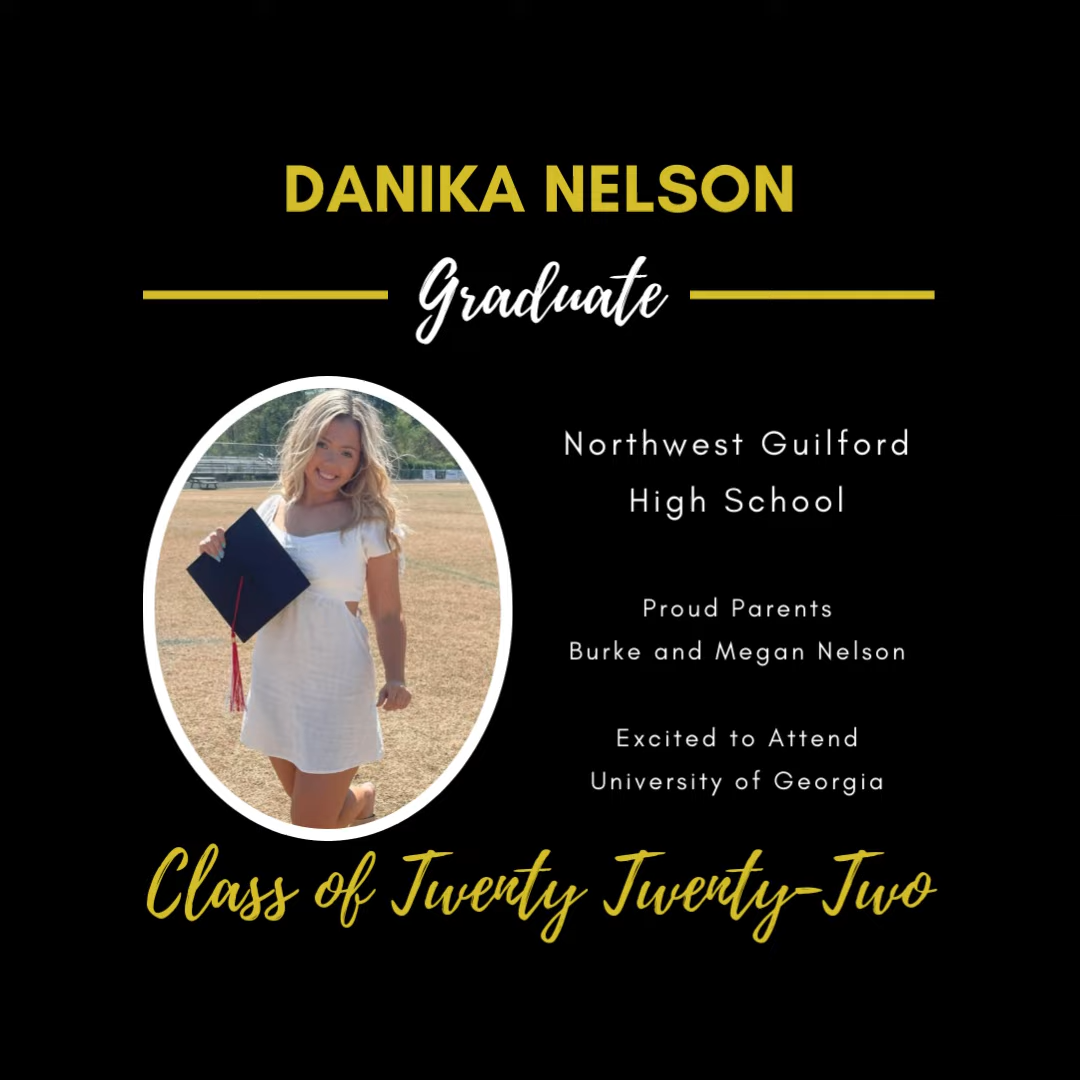 DANIKA NELSON
Graduate
Northwest Guilford
High School
Proud Parents
Burke and Megan Nelson
Excited to Attend
University of Georgia
Class of Twenty Twenty-Two